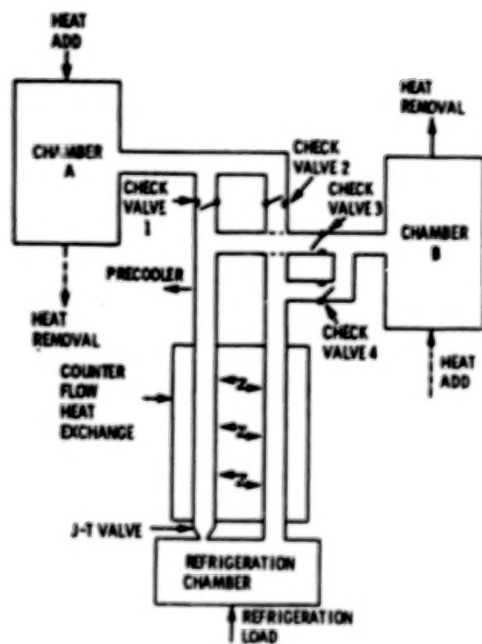 HEAT
ADD
CHAMBER
A
HEAT
REMOVAL
CHECK
VALVE 2
CHECK
VALVE
1
CHECK
VALVE 3
CHAMBER
B
PRECOOLER
HEAT
REMOVAL
CHECK
VALVE 4
HEAT
ADD
COUNTER
FLOW
HEAT
EXCHANGE
J-T VALVE
REFRIGERATION
CHAMBER
REFRIGERATION
LOAD